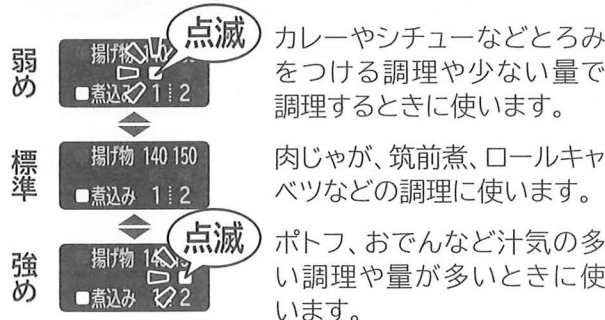 弱め
点滅
揚げ物 140
■煮込み 1 2
カレーやシチューなどとろみ
をつける調理や少ない量で
調理するときに使います。
標準
揚げ物 140 150
■煮込み 1 2
肉じゃが、筑前煮、ロールキャ
ベツなどの調理に使います。
強め
点滅
揚げ物
■煮込み 2
ポトフ、おでんなど汁気の多
い調理や量が多いときに使
います。